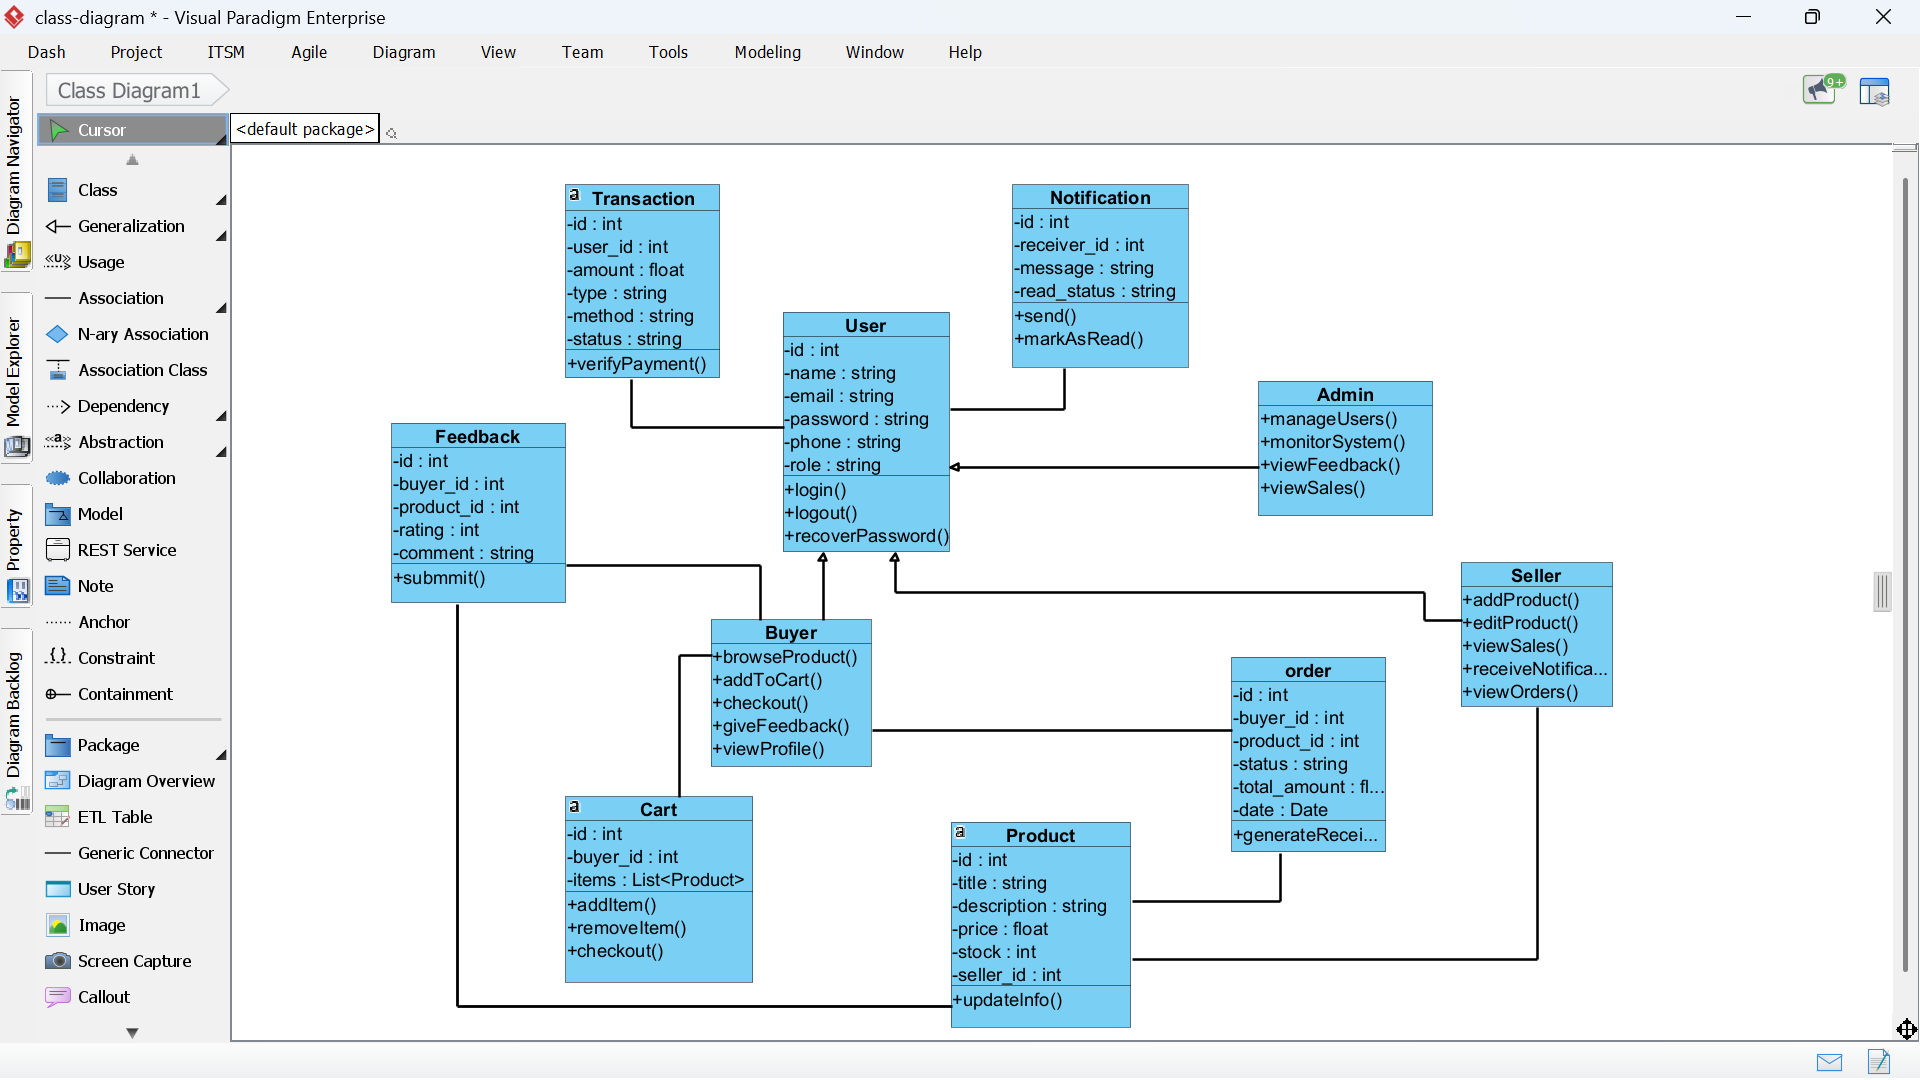 class-diagram * - Visual Paradigm Enterprise
Dash Project ITSM Agile Diagram View Team Tools Modeling Window Help
Class Diagram1
9+
Diagram Navigator
Model Explorer
Property
Diagram Backlog
Cursor
Class
Generalization
<<U>> Usage
Association
N-ary Association
Association Class
Dependency
<<a>> Abstraction
Collaboration
Model
REST Service
Note
Anchor
{} Constraint
Containment
Package
Diagram Overview
ETL Table
Generic Connector
User Story
Image
Screen Capture
Callout
<default package>
a Transaction
-id : int
-user_id : int
-amount : float
-type : string
-method : string
-status : string
+verifyPayment()
Notification
-id : int
-receiver_id : int
-message : string
-read_status : string
+send()
+markAsRead()
User
-id : int
-name : string
-email : string
-password : string
-phone : string
-role : string
+login()
+logout()
+recoverPassword()
Admin
+manageUsers()
+monitorSystem()
+viewFeedback()
+viewSales()
Feedback
-id : int
-buyer_id : int
-product_id : int
-rating : int
-comment : string
+submmit()
Seller
+addProduct()
+editProduct()
+viewSales()
+receiveNotifica...
+viewOrders()
Buyer
+browseProduct()
+addToCart()
+checkout()
+giveFeedback()
+viewProfile()
order
-id : int
-buyer_id : int
-product_id : int
-status : string
-total_amount : fl...
-date : Date
+generateRecei...
a Cart
-id : int
-buyer_id : int
-items : List<Product>
+addItem()
+removeItem()
+checkout()
a Product
-id : int
-title : string
-description : string
-price : float
-stock : int
-seller_id : int
+updateInfo()